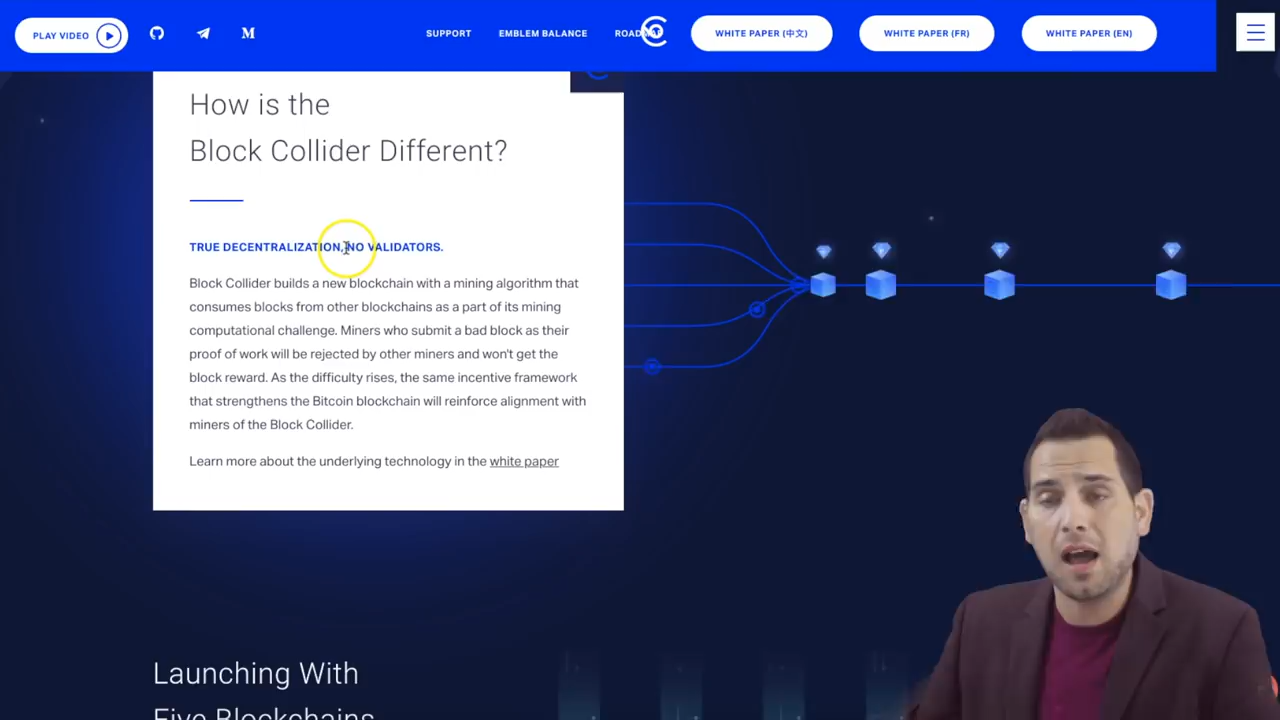 PLAY VIDEO
M
SUPPORT
EMBLEM BALANCE
ROADMAP
WHITE PAPER (中文)
WHITE PAPER (FR)
WHITE PAPER (EN)
How is the
Block Collider Different?
TRUE DECENTRALIZATION, NO VALIDATORS.
Block Collider builds a new blockchain with a mining algorithm that
consumes blocks from other blockchains as a part of its mining
computational challenge. Miners who submit a bad block as their
proof of work will be rejected by other miners and won't get the
block reward. As the difficulty rises, the same incentive framework
that strengthens the Bitcoin blockchain will reinforce alignment with
miners of the Block Collider.
Learn more about the underlying technology in the white paper
Launching With
Five Blockchains